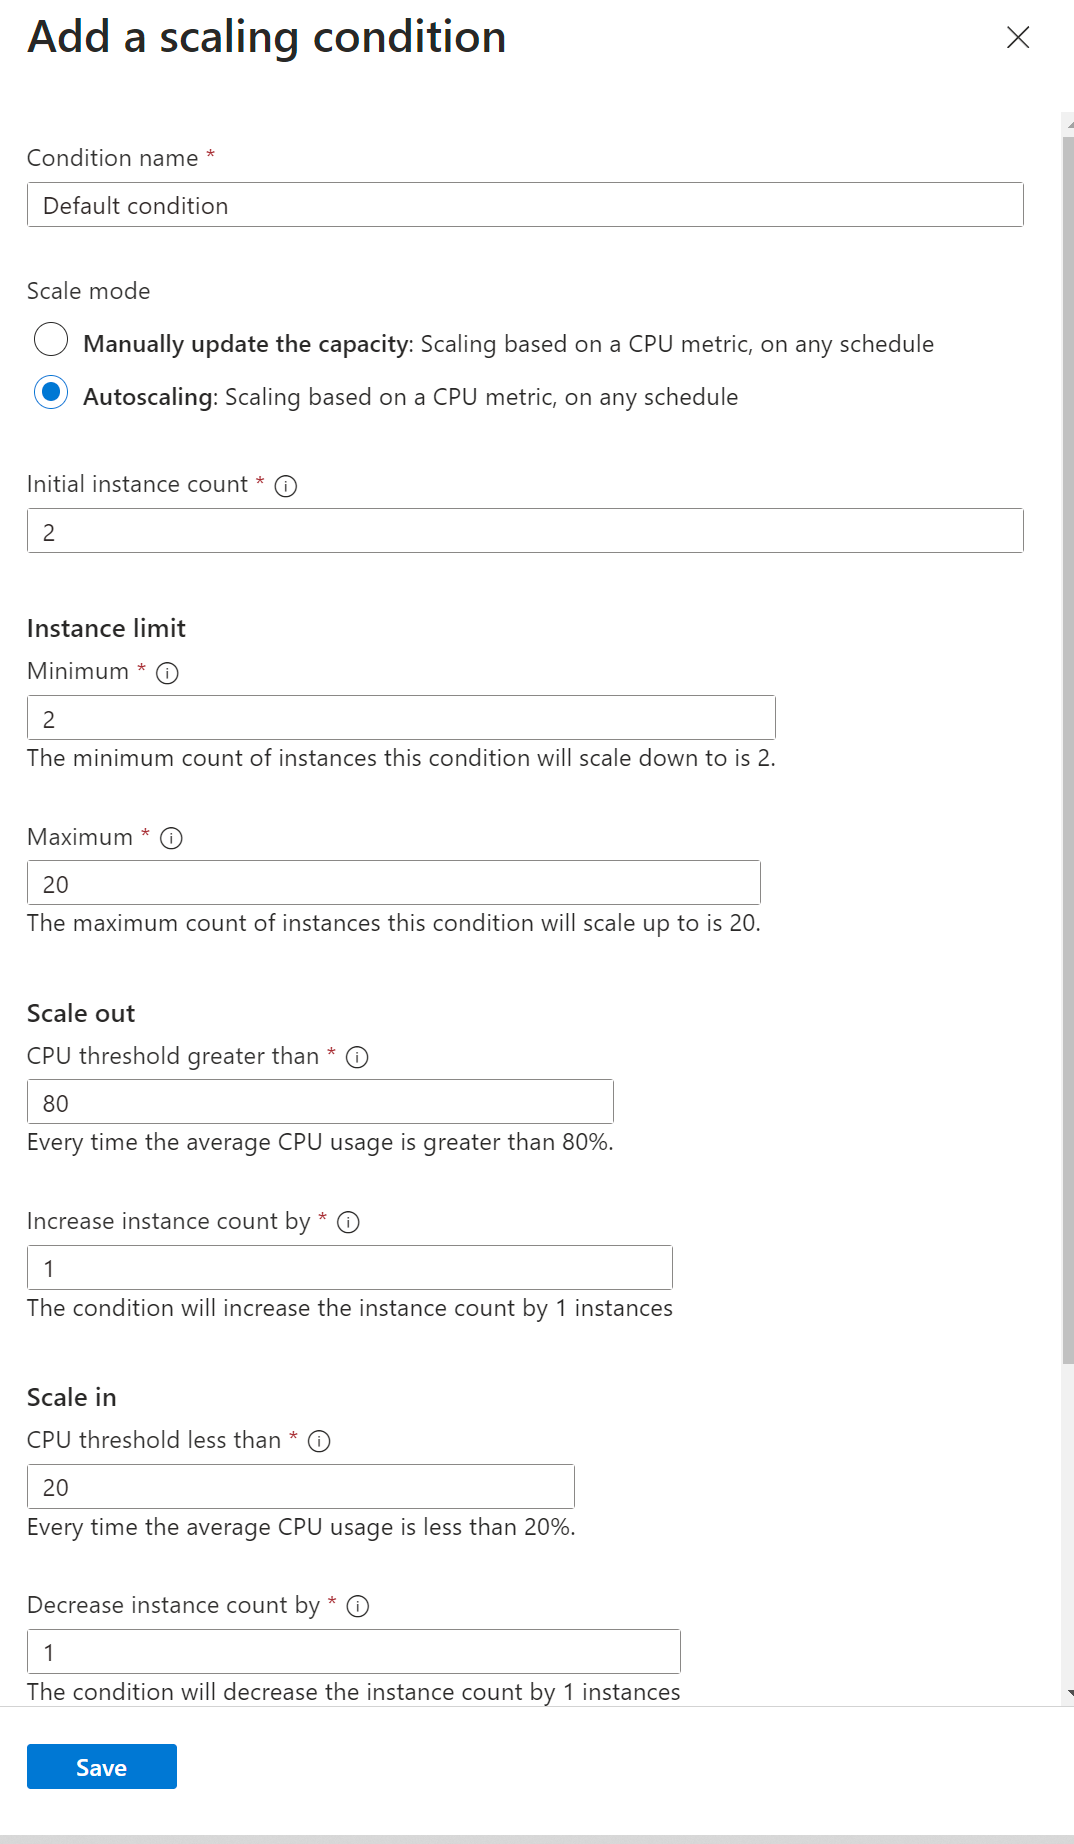 Add a scaling condition
Condition name *
Default condition
Scale mode
Manually update the capacity: Scaling based on a CPU metric, on any schedule
Autoscaling: Scaling based on a CPU metric, on any schedule
Initial instance count *
2
Instance limit
Minimum *
2
The minimum count of instances this condition will scale down to is 2.
Maximum *
20
The maximum count of instances this condition will scale up to is 20.
Scale out
CPU threshold greater than *
80
Every time the average CPU usage is greater than 80%.
Increase instance count by *
1
The condition will increase the instance count by 1 instances
Scale in
CPU threshold less than *
20
Every time the average CPU usage is less than 20%.
Decrease instance count by *
1
The condition will decrease the instance count by 1 instances
Save